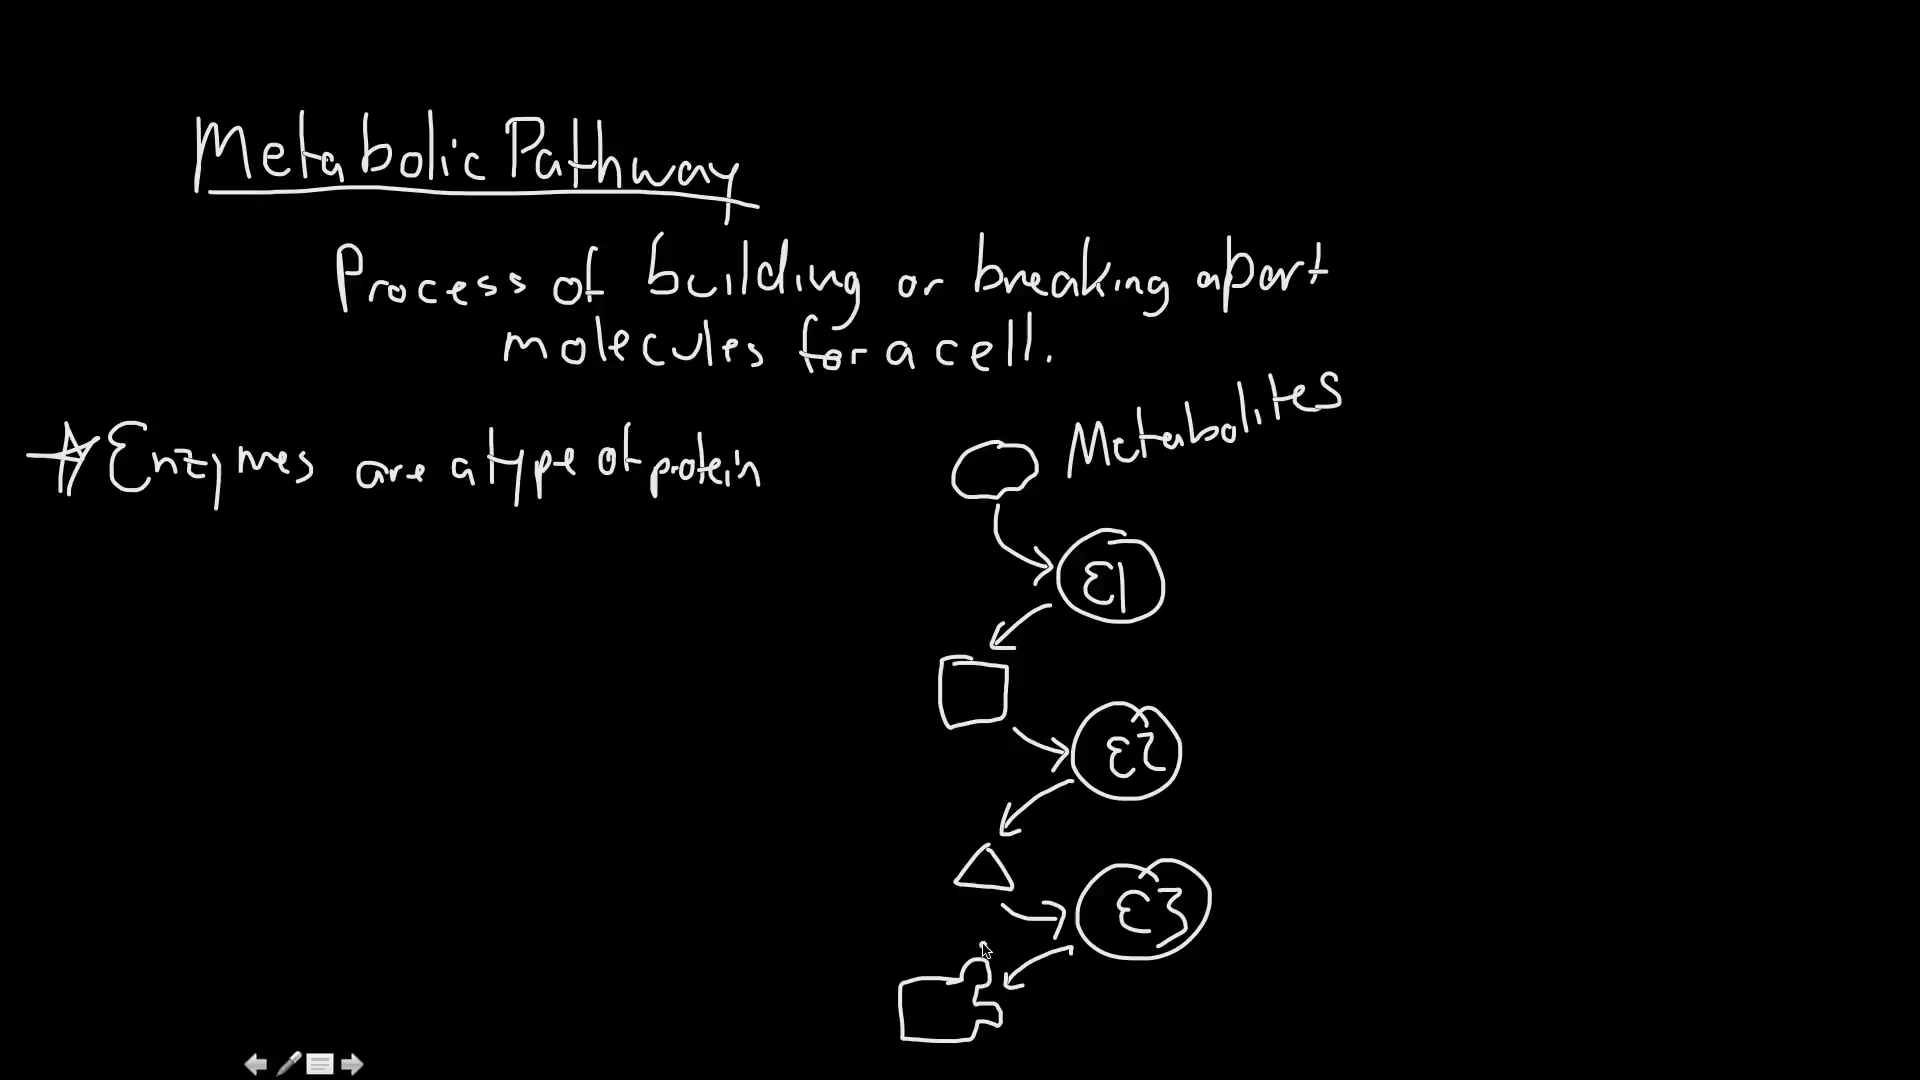 Metabolic Pathway
Process of building or breaking apart
molecules for a cell.
Metabolites
Enzymes are a type of protein
E1
E2
E3